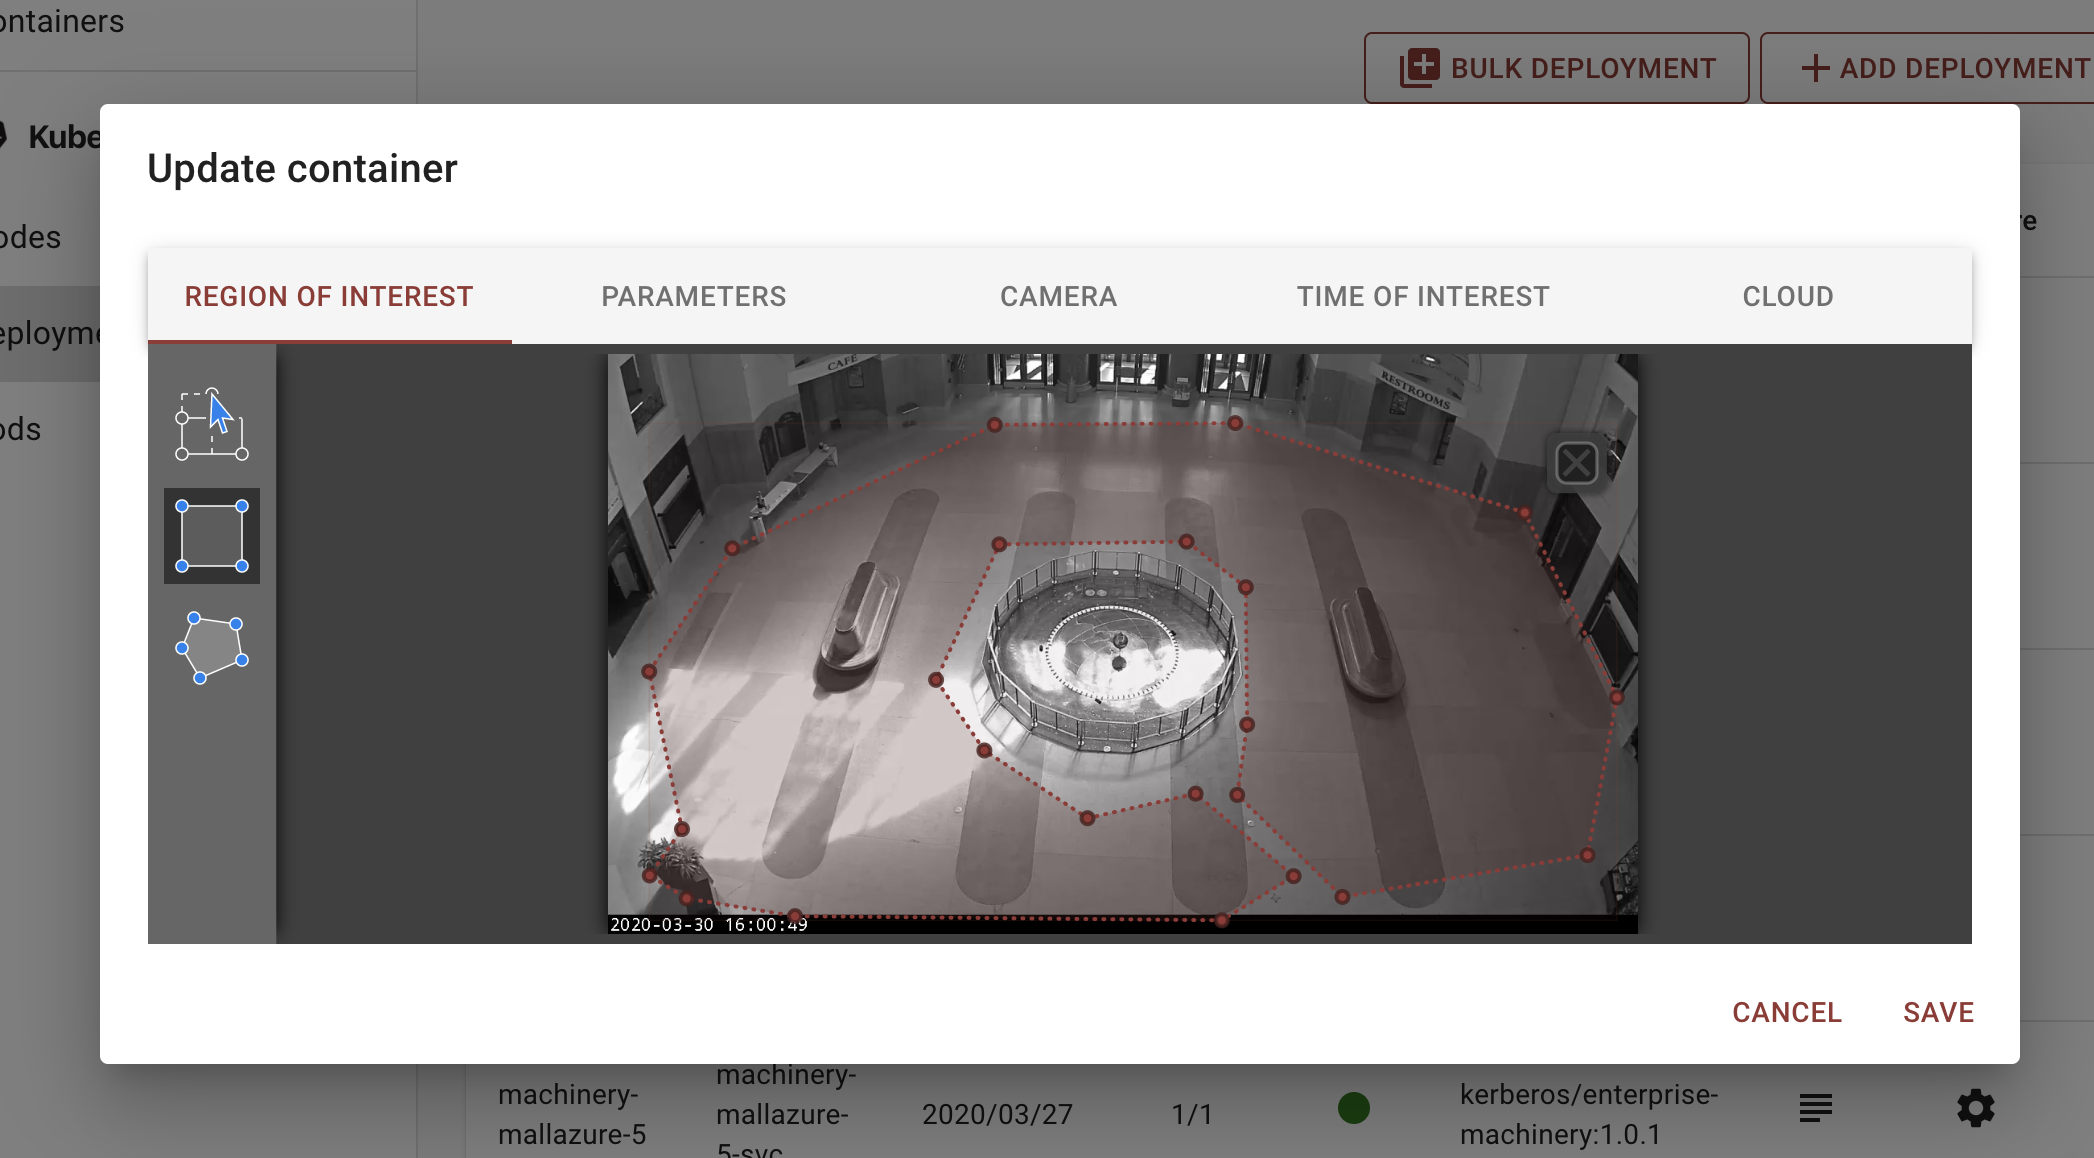 ontainers
BULK DEPLOYMENT
ADD DEPLOYMENT
Kube
Update container
odes
re
REGION OF INTEREST
PARAMETERS
CAMERA
TIME OF INTEREST
CLOUD
eployme
ods
CAFE
RESTROOMS
2020-03-30 16:00:49
CANCEL
SAVE
machinery-
mallazure-5
machinery-
mallazure-
5-svc
2020/03/27
1/1
kerberos/enterprise-
machinery:1.0.1